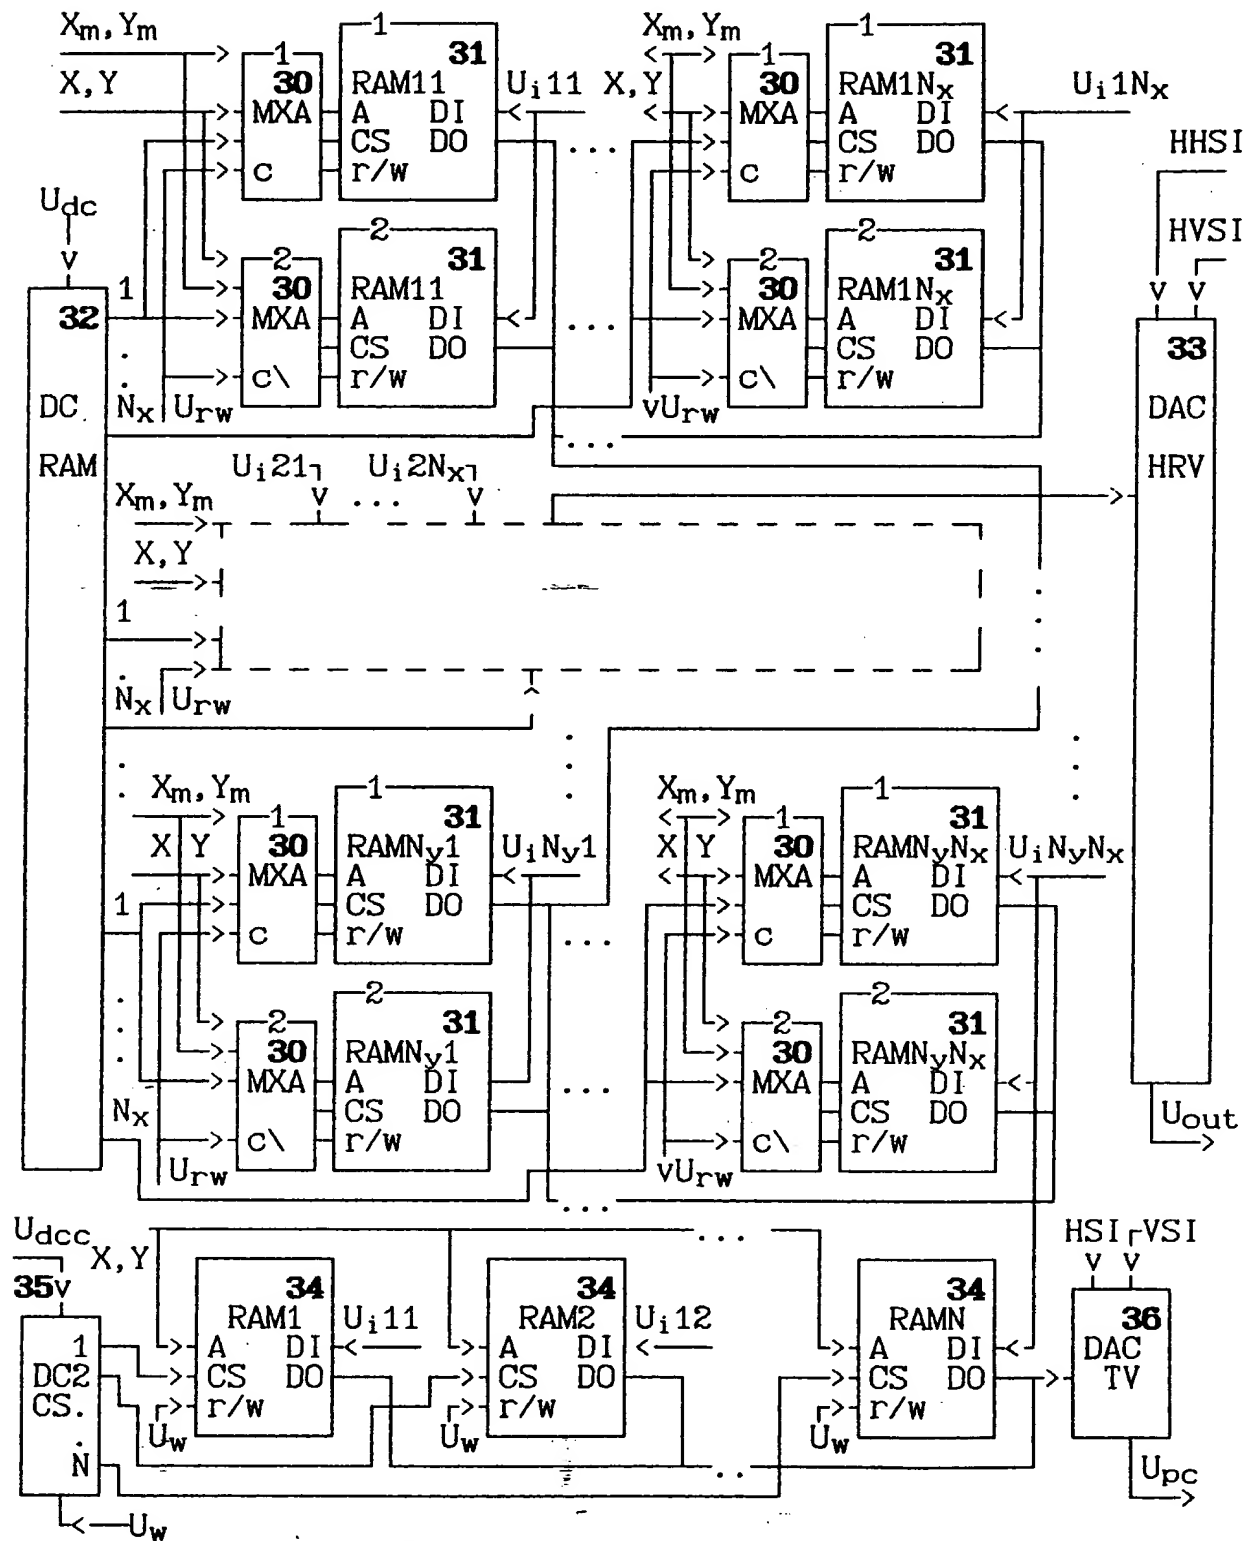 Xm, Ym 1 1 31 Xm, Ym 1 1 31
30 30
X, Y RAM11 Ui11 X, Y RAM1Nx Ui1Nx
MXA A DI MXA A DI
CS DO ... CS DO HHSI
c r/w c r/w
Udc HVSI
2 2 31 2 2 31
30 RAM11 30 RAM1Nx
32 1 MXA A DI ... MXA A DI 33
CS DO CS DO
c\ r/w c\ r/w
DC Nx Urw vUrw DAC
...
RAM Ui21 Ui2Nx HRV
Xm, Ym ...
X, Y
1
Nx Urw
Xm, Ym 1 1 31 Xm, Ym 1 1 31
30 30
X Y RAMNy1 UiNy1 X Y RAMNyNx UiNyNx
MXA A DI MXA A DI
1 CS DO CS DO
c r/w ... c r/w
2 2 31 2 2 31
30 RAMNy1 30 RAMNyNx
MXA A DI ... MXA A DI
Nx CS DO CS DO Uout
c\ r/w c\ r/w
Urw vUrw
...
Udcc X, Y ... HSI VSI
35 34 34 34
RAM1 Ui11 RAM2 Ui12 RAMN 36
1 A DI A DI A DI DAC
DC2 CS DO CS DO CS DO TV
CS. r/w r/w r/w
Uw Uw Uw
N ... Upc
Uw